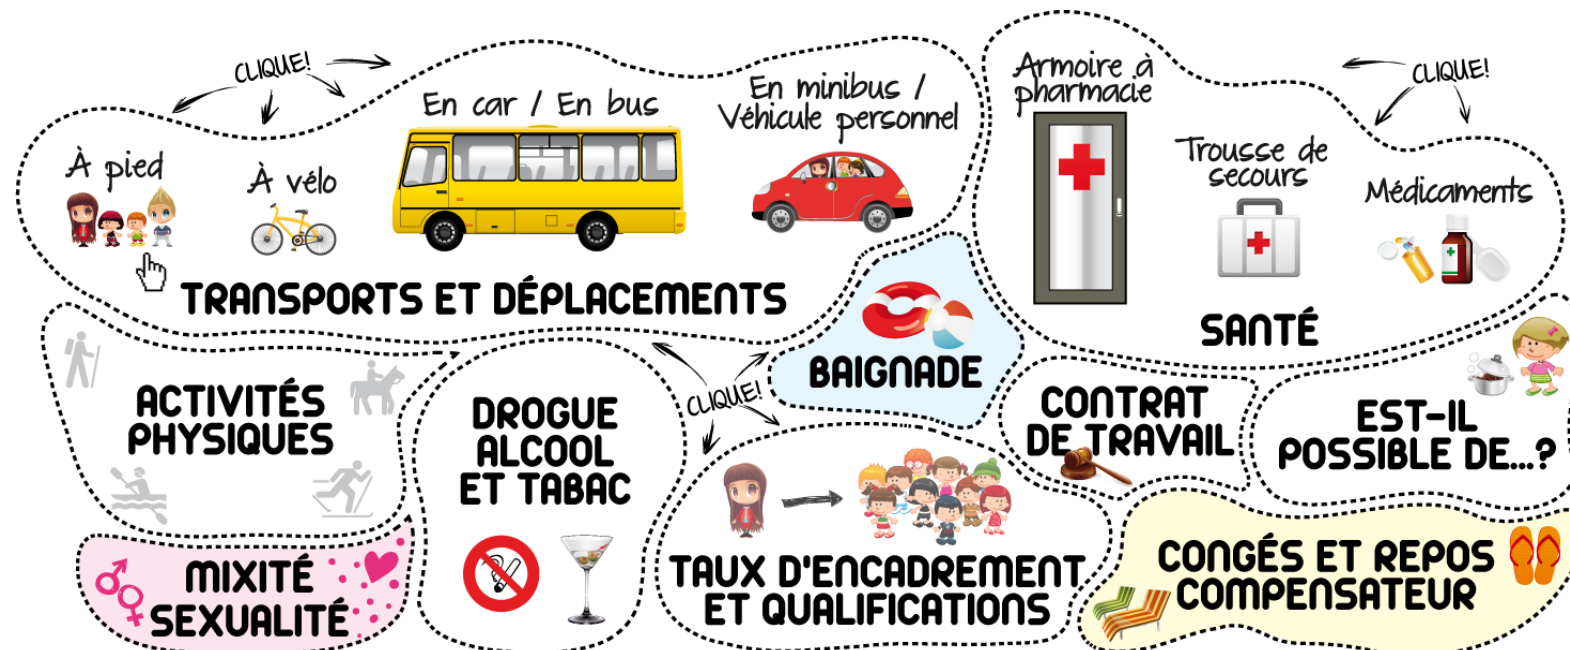 CLIQUE!
À pied
À vélo
En car / En bus
En minibus /
Véhicule personnel
TRANSPORTS ET DÉPLACEMENTS
Armoire à
pharmacie
CLIQUE!
Trousse de
secours
Médicaments
SANTÉ
BAIGNADE
ACTIVITÉS
PHYSIQUES
DROGUE
ALCOOL
ET TABAC
CLIQUE!
CONTRAT
DE TRAVAIL
EST-IL
POSSIBLE DE...?
MIXITÉ
SEXUALITÉ
TAUX D'ENCADREMENT
ET QUALIFICATIONS
CONGÉS ET REPOS
COMPENSATEUR